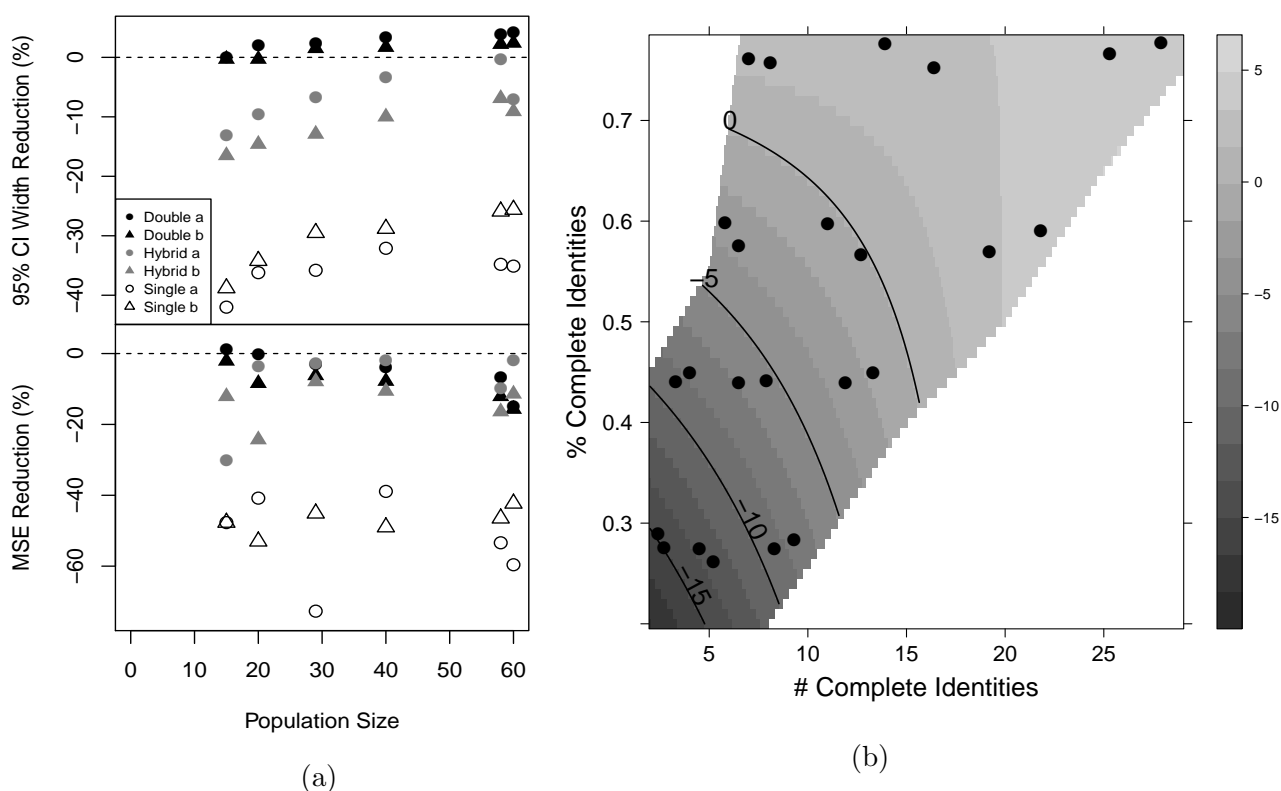 95% CI Width Reduction (%)
0
−10
−20
−30
−40
Double a
Double b
Hybrid a
Hybrid b
Single a
Single b
MSE Reduction (%)
0
−20
−40
−60
0 10 20 30 40 50 60
Population Size
(a)
% Complete Identities
0.7
0.6
0.5
0.4
0.3
0
−5
−10
−15
5 10 15 20 25
# Complete Identities
5
0
−5
−10
−15
(b)